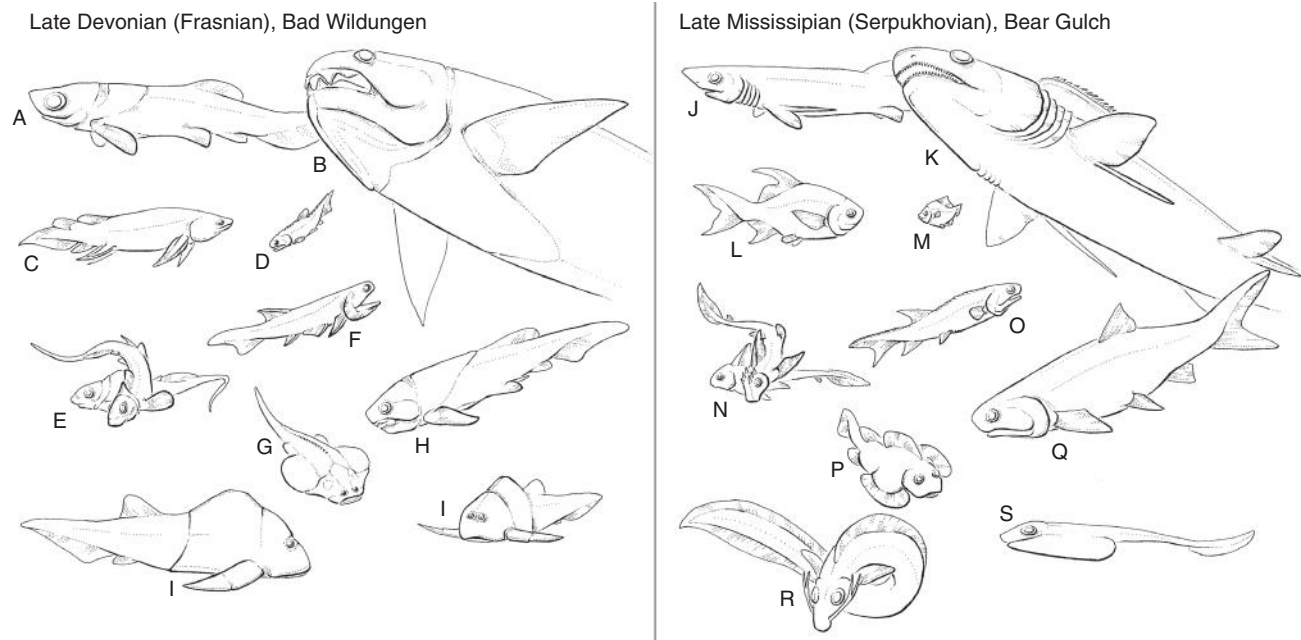 Late Devonian (Frasnian), Bad Wildungen
A
B
C
D
E
F
G
H
I
I
Late Mississipian (Serpukhovian), Bear Gulch
J
K
L
M
N
O
P
Q
R
S